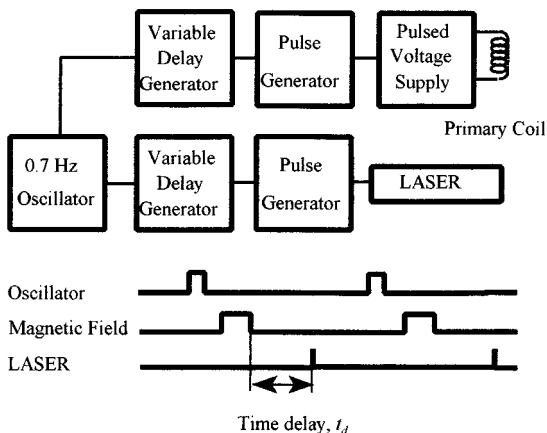 Variable
Delay
Generator
Pulse
Generator
Pulsed
Voltage
Supply
Primary Coil
0.7 Hz
Oscillator
Variable
Delay
Generator
Pulse
Generator
LASER
Oscillator
Magnetic Field
LASER
Time delay, t_d